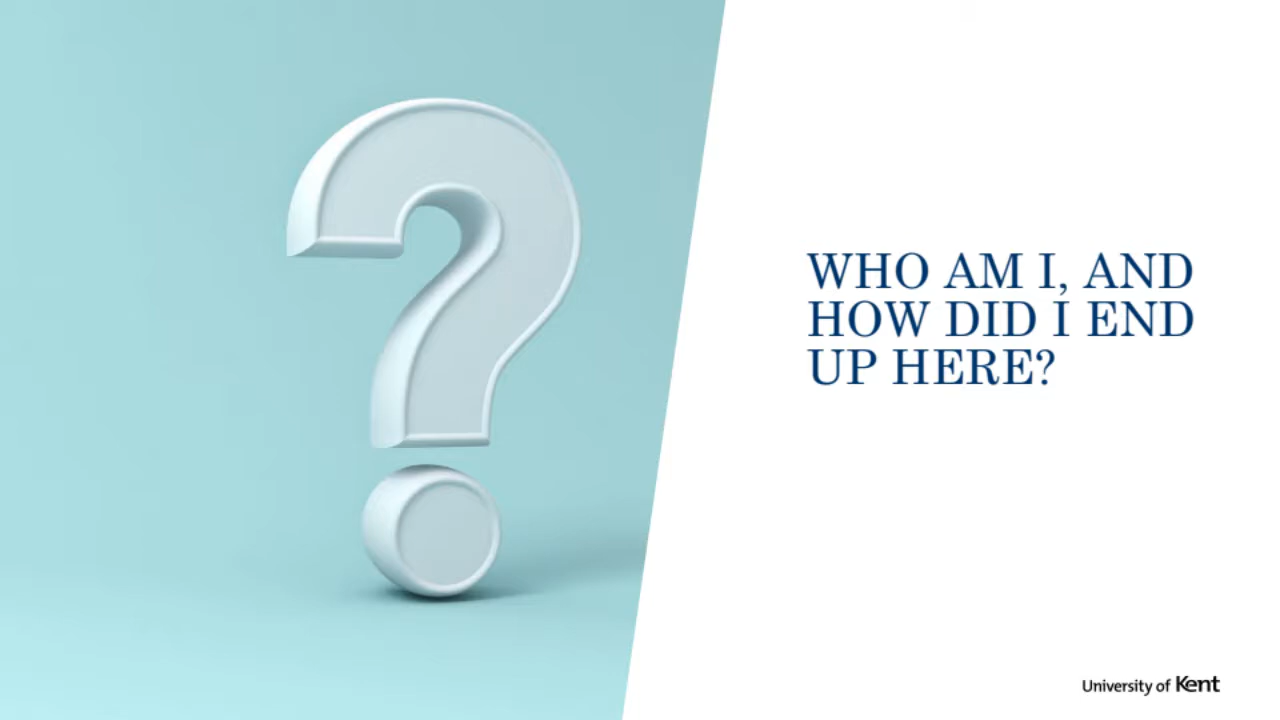 WHO AM I, AND
HOW DID I END
UP HERE?
University of Kent